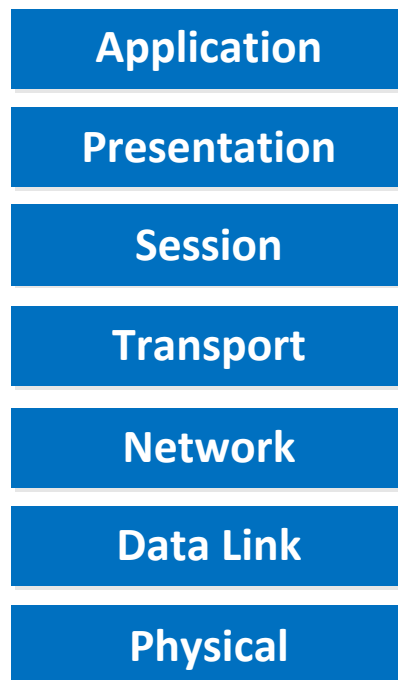 Application
Presentation
Session
Transport
Network
Data Link
Physical